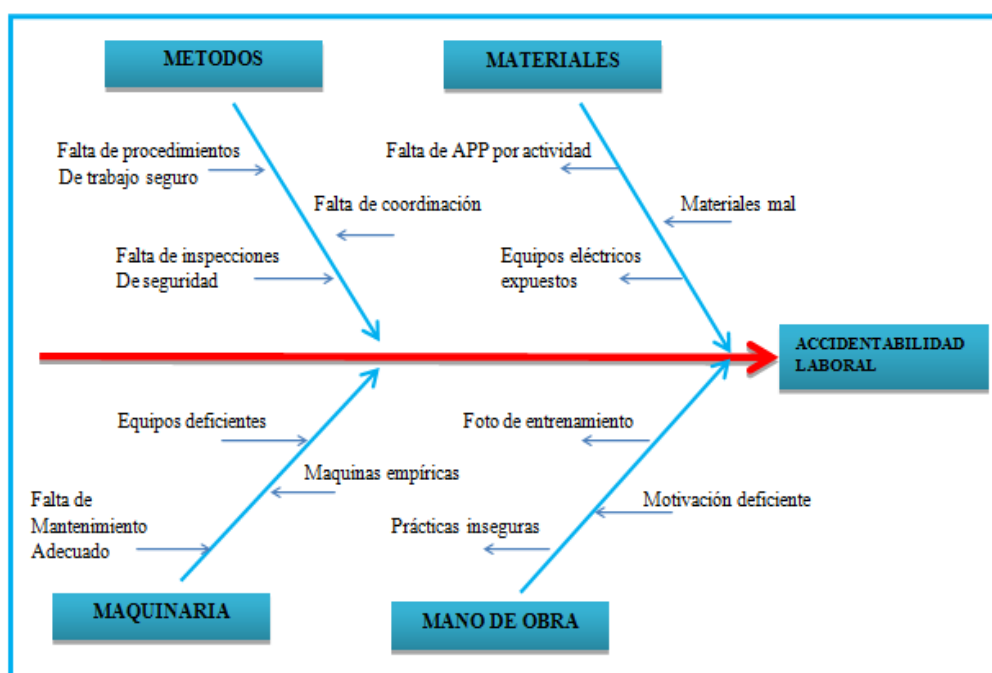 METODOS
MATERIALES
Falta de procedimientos
De trabajo seguro
Falta de coordinación
Falta de inspecciones
De seguridad
Falta de APP por actividad
Materiales mal
Equipos eléctricos
expuestos
ACCIDENTABILIDAD
LABORAL
Equipos deficientes
Maquinas empíricas
Falta de
Mantenimiento
Adecuado
Foto de entrenamiento
Motivación deficiente
Prácticas inseguras
MAQUINARIA
MANO DE OBRA